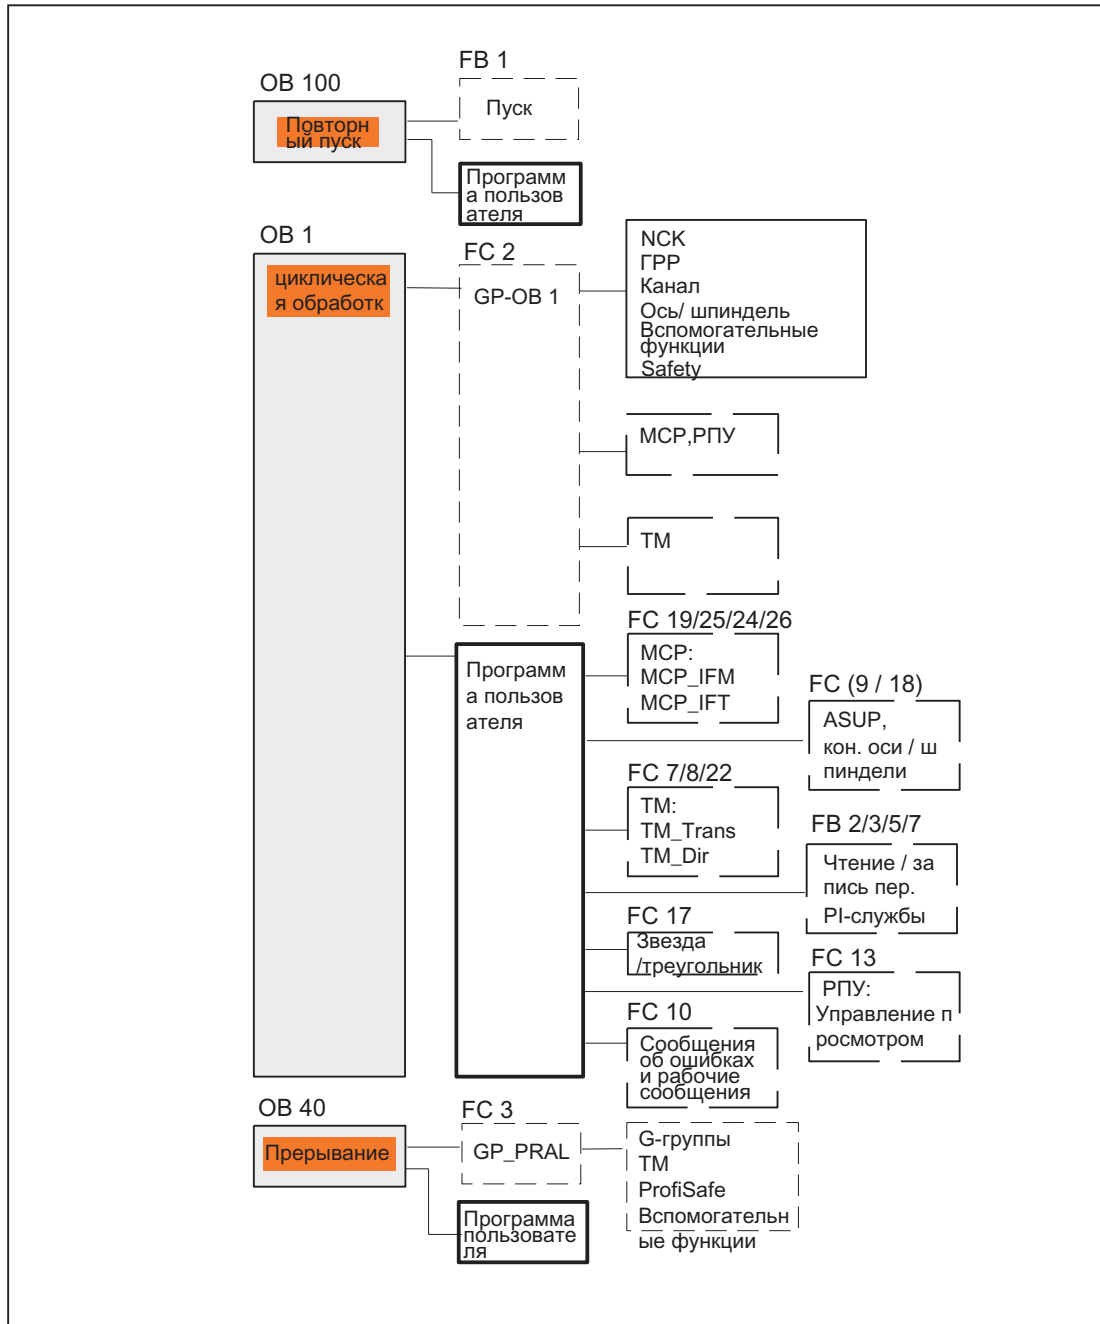 FB 1
OB 100
Пуск
Повторн
ый пуск
Программ
а пользов
ателя
OB 1
FC 2
циклическа
я обработк
GP-OB 1
NCK
ГРР
Канал
Ось/ шпиндель
Вспомогательные
функции
Safety
MCP,РПУ
TM
FC 19/25/24/26
MCP:
MCP_IFM
MCP_IFT
Программ
а пользов
ателя
FC (9 / 18)
ASUP,
кон. оси / ш
пиндели
FC 7/8/22
TM:
TM_Trans
TM_Dir
FB 2/3/5/7
Чтение / за
пись пер.
PI-службы
FC 17
Звезда
/треугольник
FC 13
РПУ:
Управление п
росмотром
FC 10
Сообщения
об ошибках
и рабочие
сообщения
OB 40
FC 3
Прерывание
GP_PRAL
G-группы
TM
ProfiSafe
Вспомогательн
ые функции
Программа
пользовате
ля